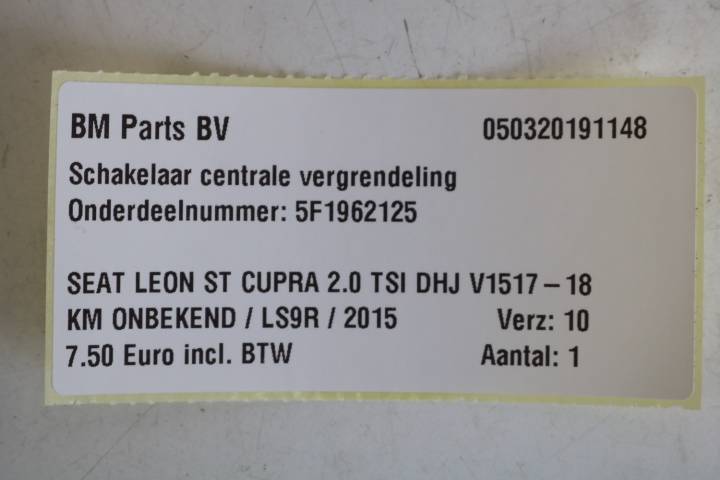 BM Parts BV 050320191148
Schakelaar centrale vergrendeling
Onderdeelnummer: 5F1962125
SEAT LEON ST CUPRA 2.0 TSI DHJ V1517 – 18
KM ONBEKEND / LS9R / 2015 Verz: 10
7.50 Euro incl. BTW Aantal: 1